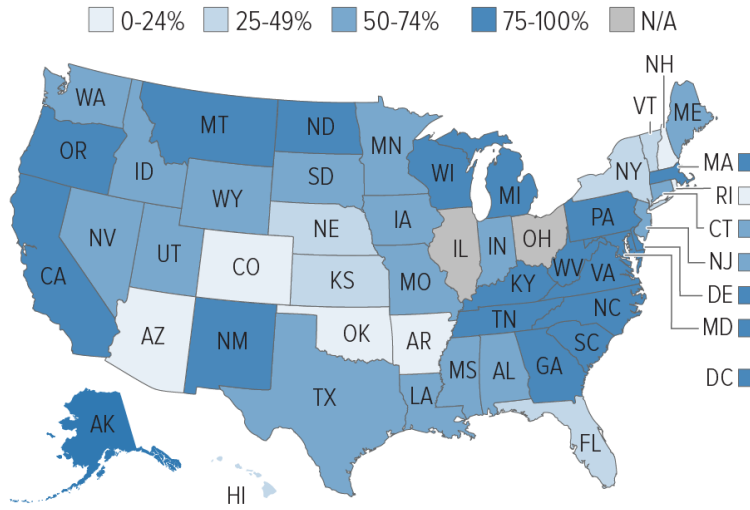 0-24% 25-49% 50-74% 75-100% N/A
NH
WA
VT
ME
MT
ND
MN
OR
WI
NY
MA
ID
SD
MI
RI
WY
CT
IA
PA
NE
NV
IL
IN
OH
NJ
UT
CO
CA
KS
MO
WV
VA
DE
KY
NC
MD
TN
OK
AZ
NM
AR
SC
MS
AL
GA
DC
TX
LA
AK
FL
HI